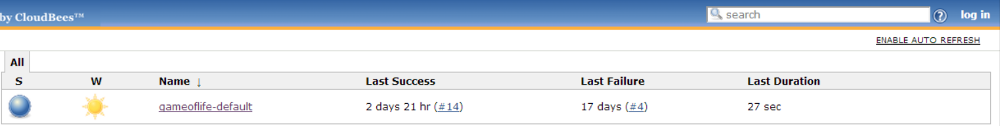 by CloudBees™ search ? log in
ENABLE AUTO REFRESH
All
S W Name ↓ Last Success Last Failure Last Duration
gameoflife-default 2 days 21 hr (#14) 17 days (#4) 27 sec